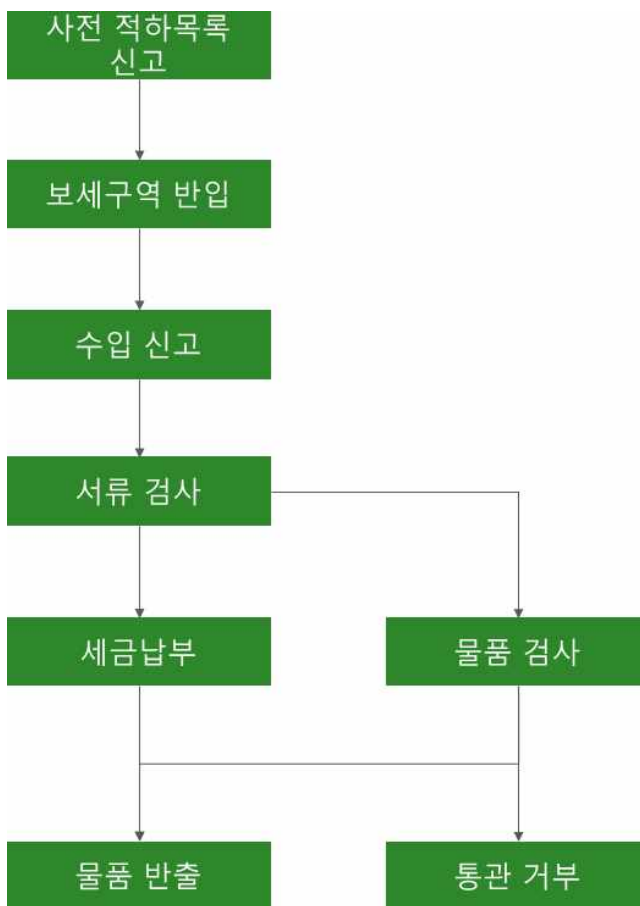 사전 적하목록
신고
보세구역 반입
수입 신고
서류 검사
세금납부
물품 검사
물품 반출
통관 거부